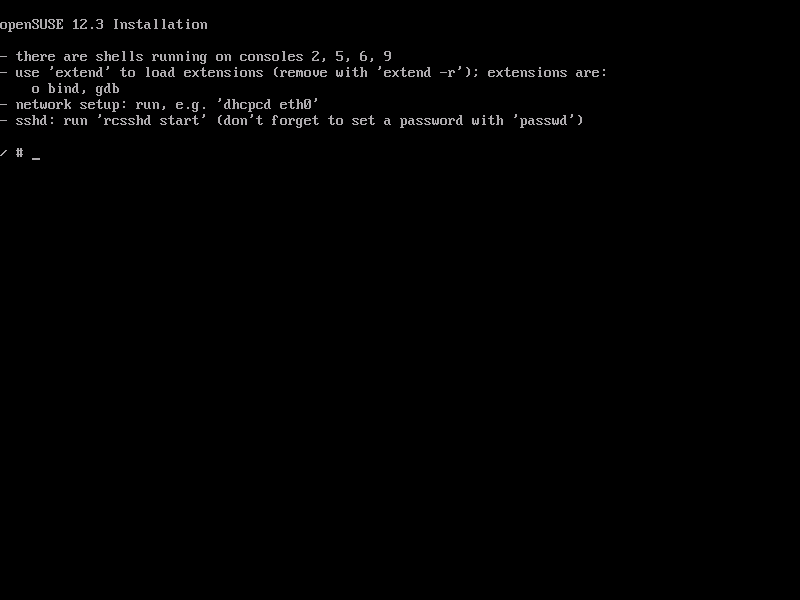 openSUSE 12.3 Installation
- there are shells running on consoles 2, 5, 6, 9
- use 'extend' to load extensions (remove with 'extend -r'); extensions are:
o bind, gdb
- network setup: run, e.g. 'dhcpcd eth0'
- sshd: run 'rcsshd start' (don't forget to set a password with 'passwd')
/ # _